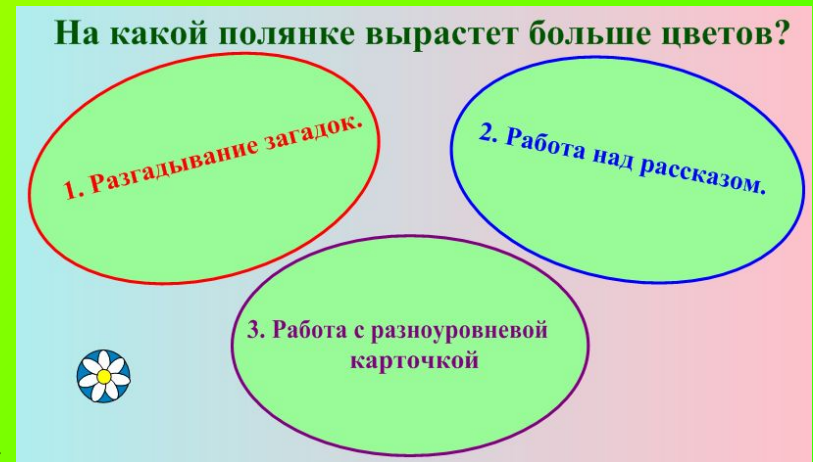 На какой полянке вырастет больше цветов?
1. Разгадывание загадок.
2. Работа над рассказом.
3. Работа с разноуровневой
карточкой